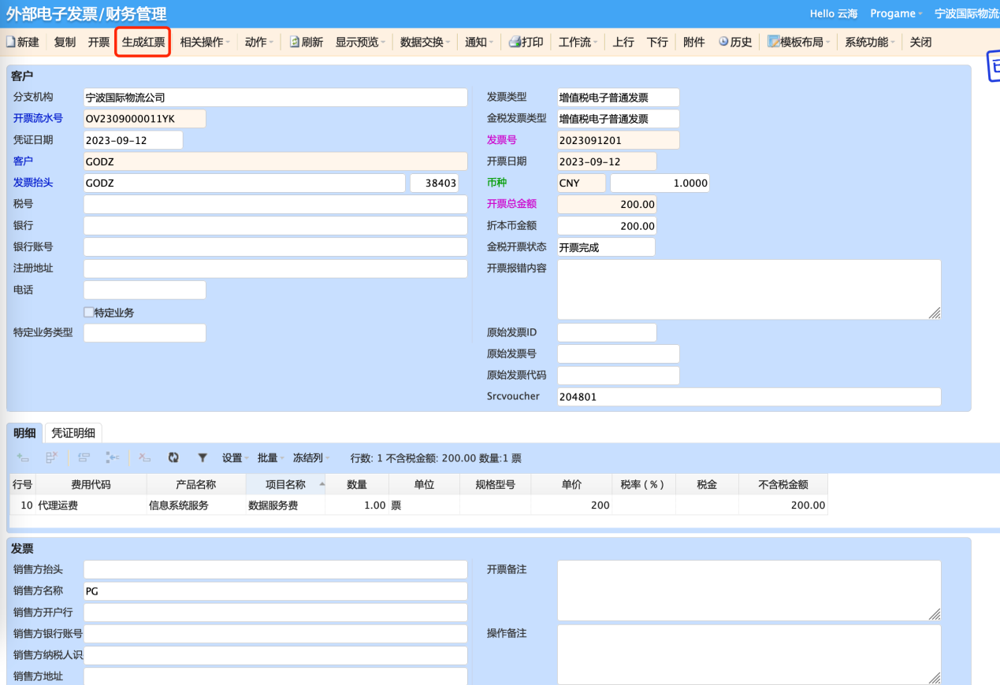 外部电子发票/财务管理 Hello 云海 Progame 宁波国际物流
新建 复制 开票 生成红票 相关操作 动作 刷新 显示预览 数据交换 通知 打印 工作流 上行 下行 附件 历史 模板布局 系统功能 关闭
客户
分支机构 宁波国际物流公司 发票类型 增值税电子普通发票
开票流水号 OV2309000011YK 金税发票类型 增值税电子普通发票
凭证日期 2023-09-12 发票号 2023091201
客户 GODZ 开票日期 2023-09-12
发票抬头 GODZ 38403 币种 CNY 1.0000
税号 开票总金额 200.00
银行 折本币金额 200.00
银行账号 金税开票状态 开票完成
注册地址 开票报错内容
电话
特定业务
特定业务类型 原始发票ID
原始发票号
原始发票代码
Srcvoucher 204801
明细 凭证明细
设置 批量 冻结列 行数: 1 不含税金额: 200.00 数量:1 票
行号 费用代码 产品名称 项目名称 数量 单位 规格型号 单价 税率 ( % ) 税金 不含税金额
10 代理运费 信息系统服务 数据服务费 1.00 票 200 200.00
发票
销售方抬头 开票备注
销售方名称 PG
销售方开户行
销售方银行账号 操作备注
销售方纳税人识
销售方地址